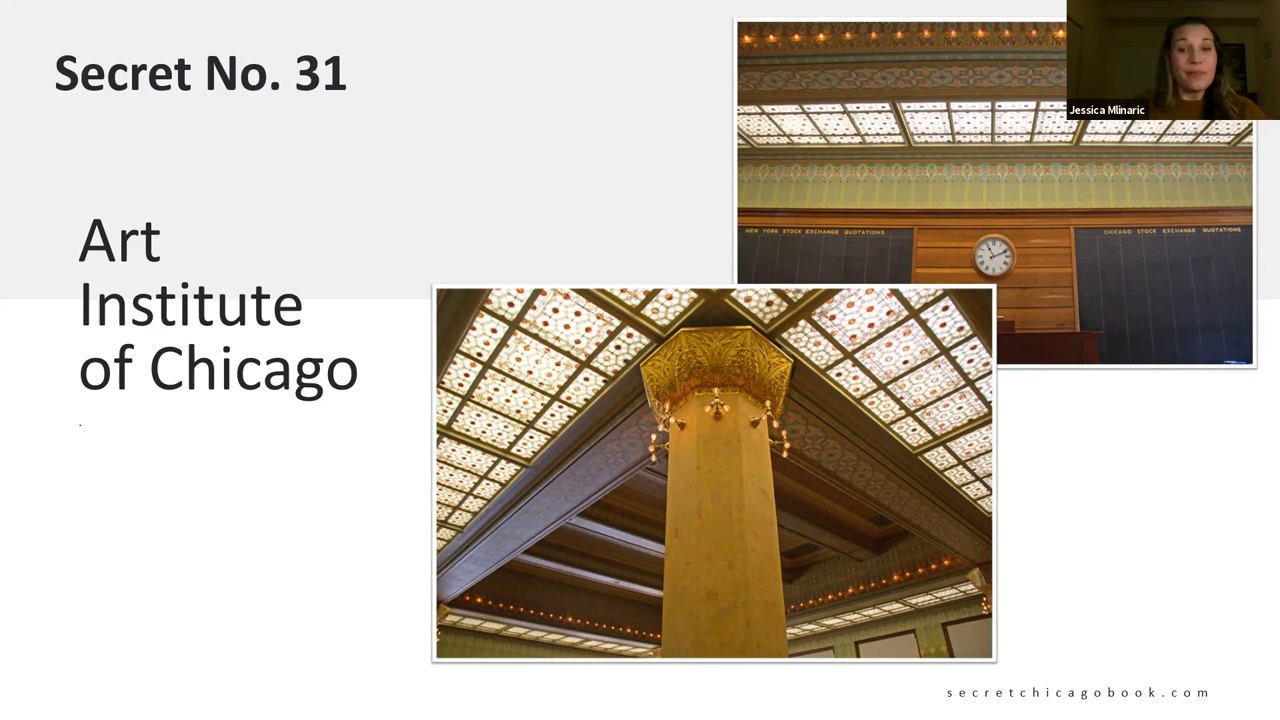 Secret No. 31
Jessica Mlinaric
Art
Institute
of Chicago
.
NEW YORK STOCK EXCHANGE QUOTATIONS
CHICAGO STOCK EXCHANGE QUOTATIONS
secretchicagobook.com